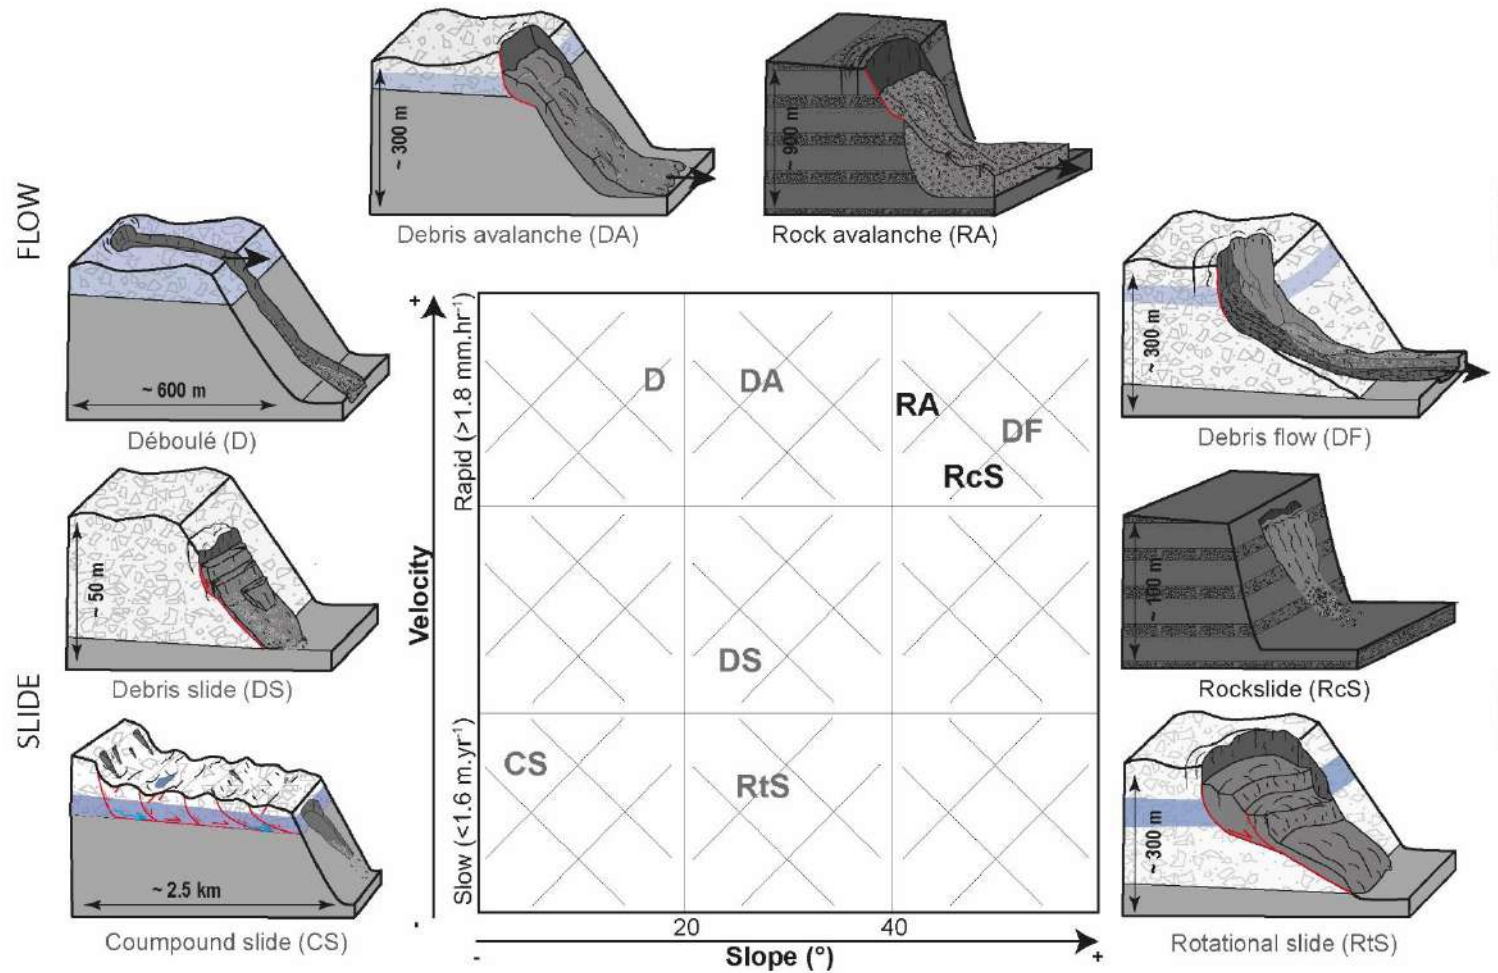 FLOW
SLIDE
~ 300 m
Debris avalanche (DA)
~ 900 m
Rock avalanche (RA)
~ 600 m
Déboulé (D)
~ 300 m
Debris flow (DF)
~ 50 m
Debris slide (DS)
~ 100 m
Rockslide (RcS)
~ 2.5 km
Coumpound slide (CS)
~ 300 m
Rotational slide (RtS)
+
Rapid (>1.8 mm.hr⁻¹)
Velocity
Slow (<1.6 m.yr⁻¹)
-
D
DA
RA
DF
RcS
DS
CS
RtS
20
40
-
Slope (°)
+